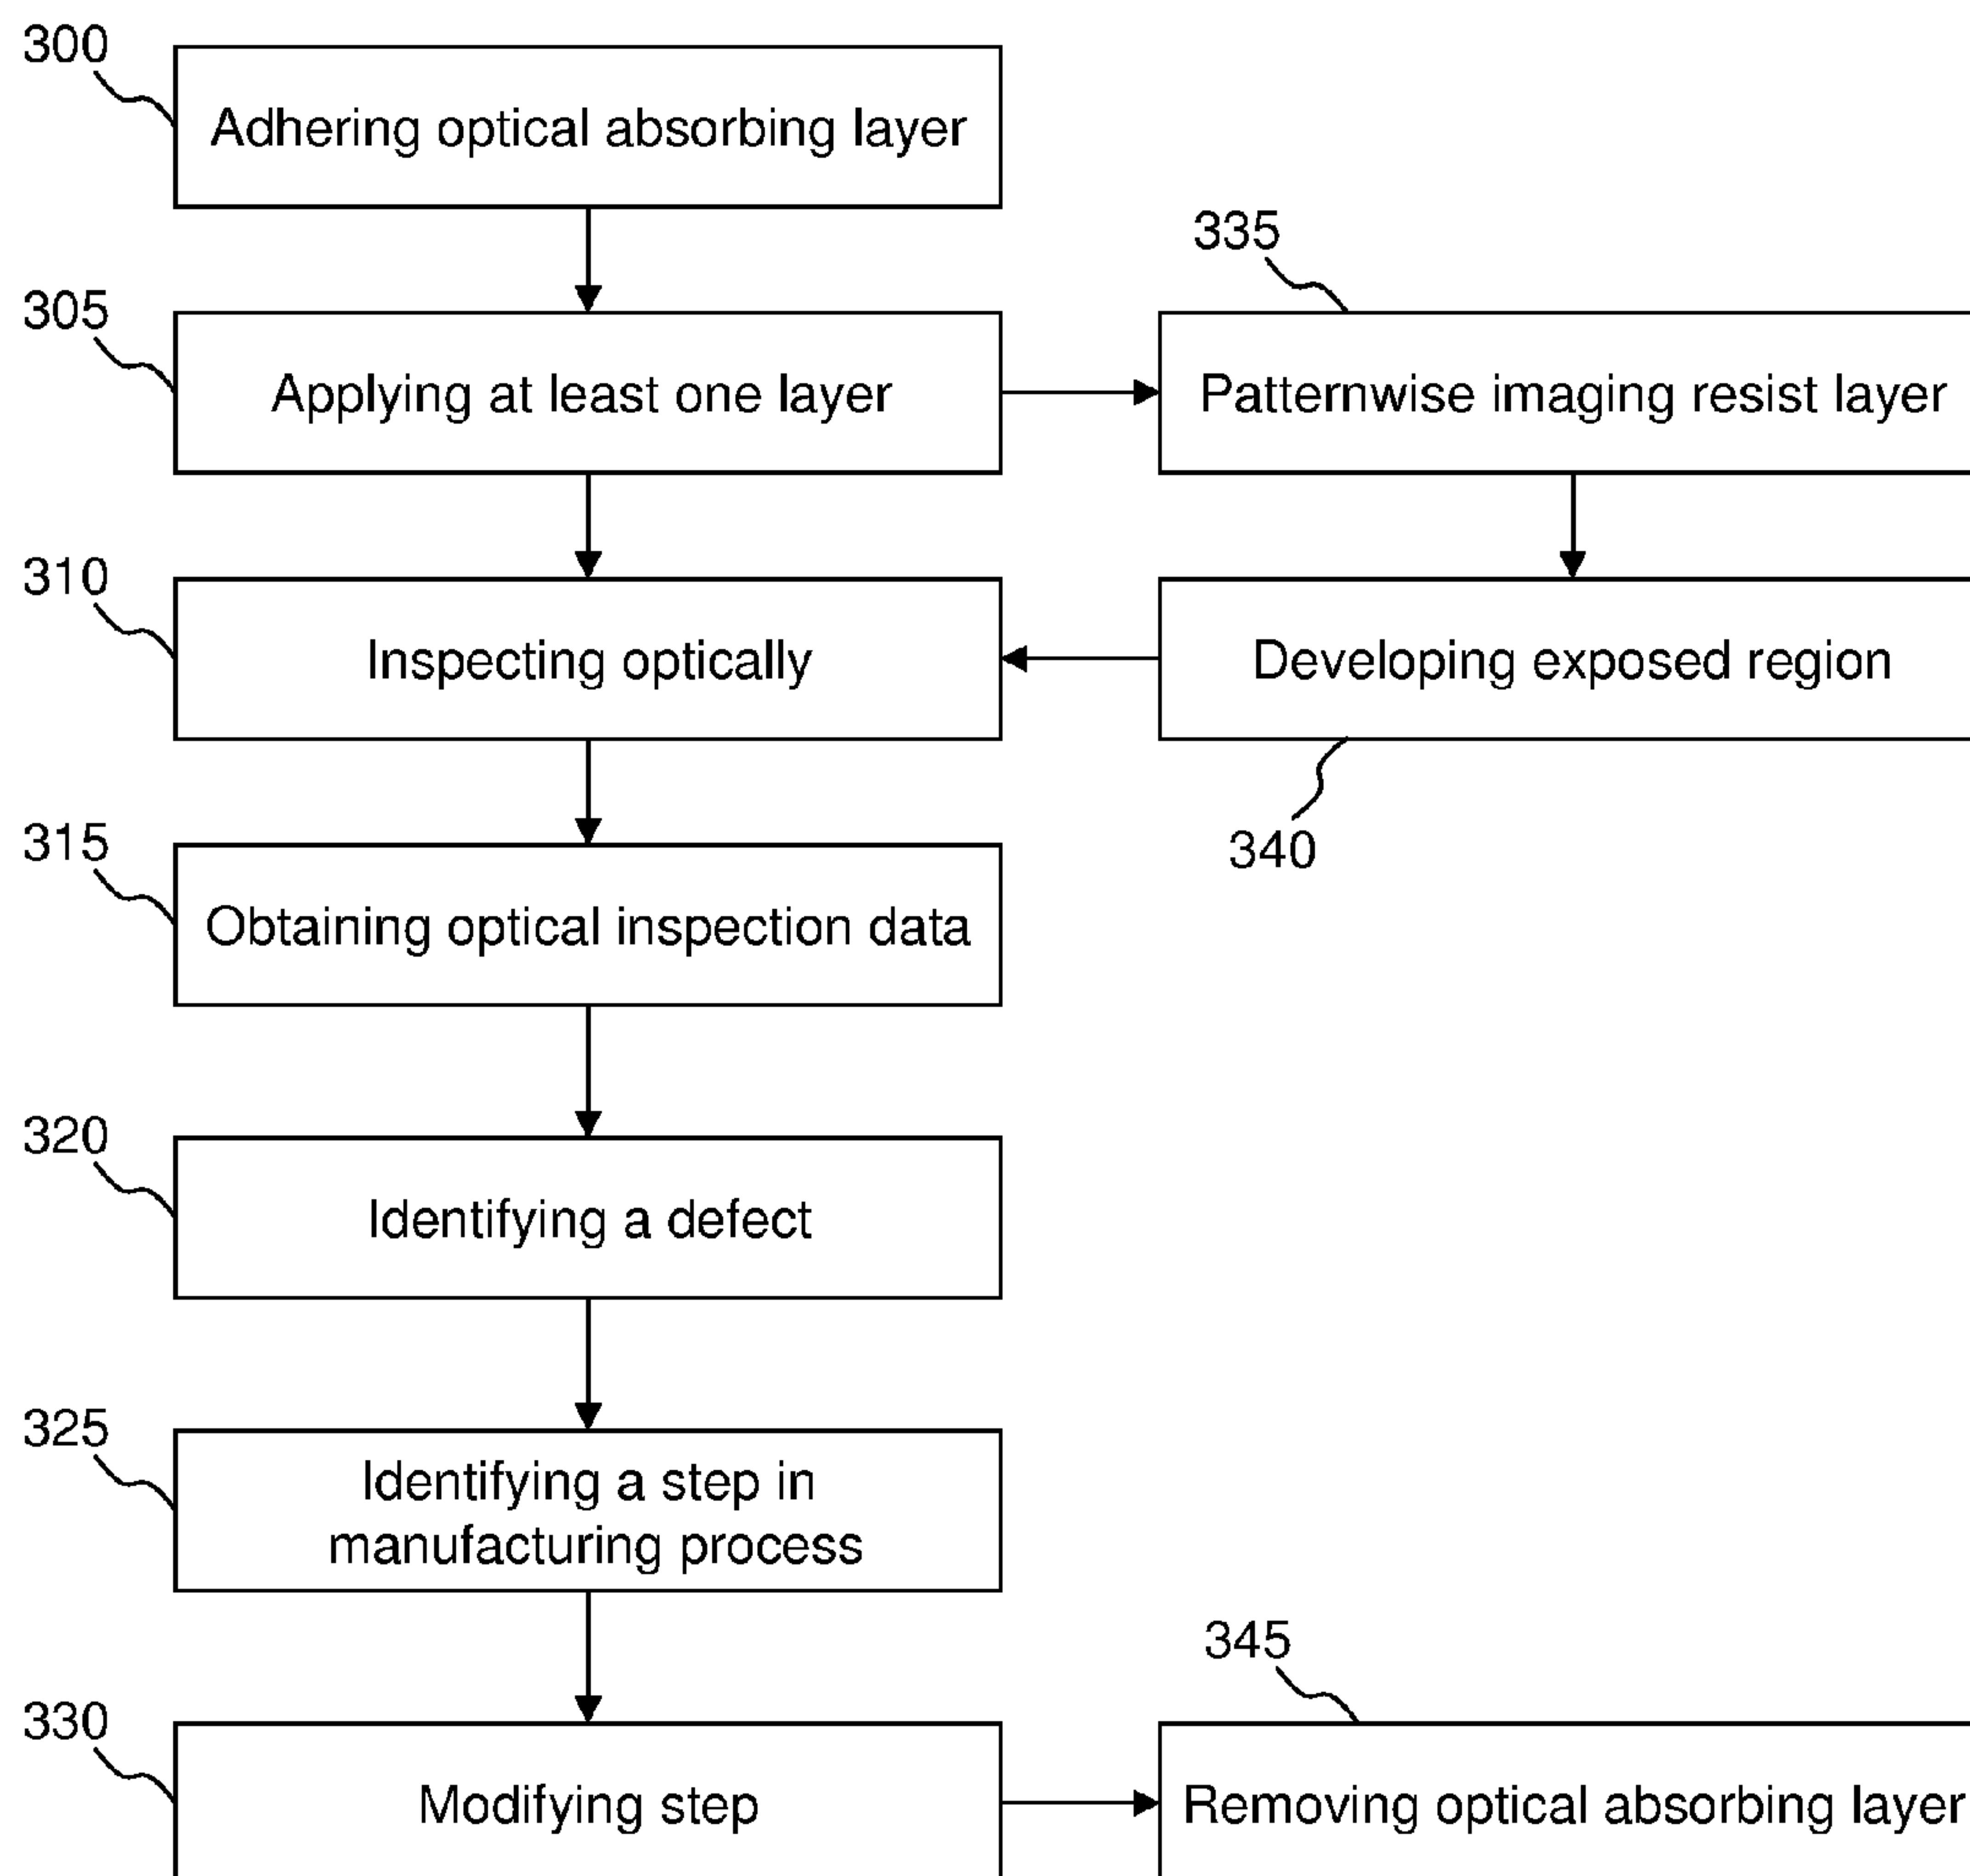 300
Adhering optical absorbing layer
335
305
Applying at least one layer
Patternwise imaging resist layer
310
Inspecting optically
Developing exposed region
315
340
Obtaining optical inspection data
320
Identifying a defect
325
Identifying a step in
manufacturing process
345
330
Modifying step
Removing optical absorbing layer